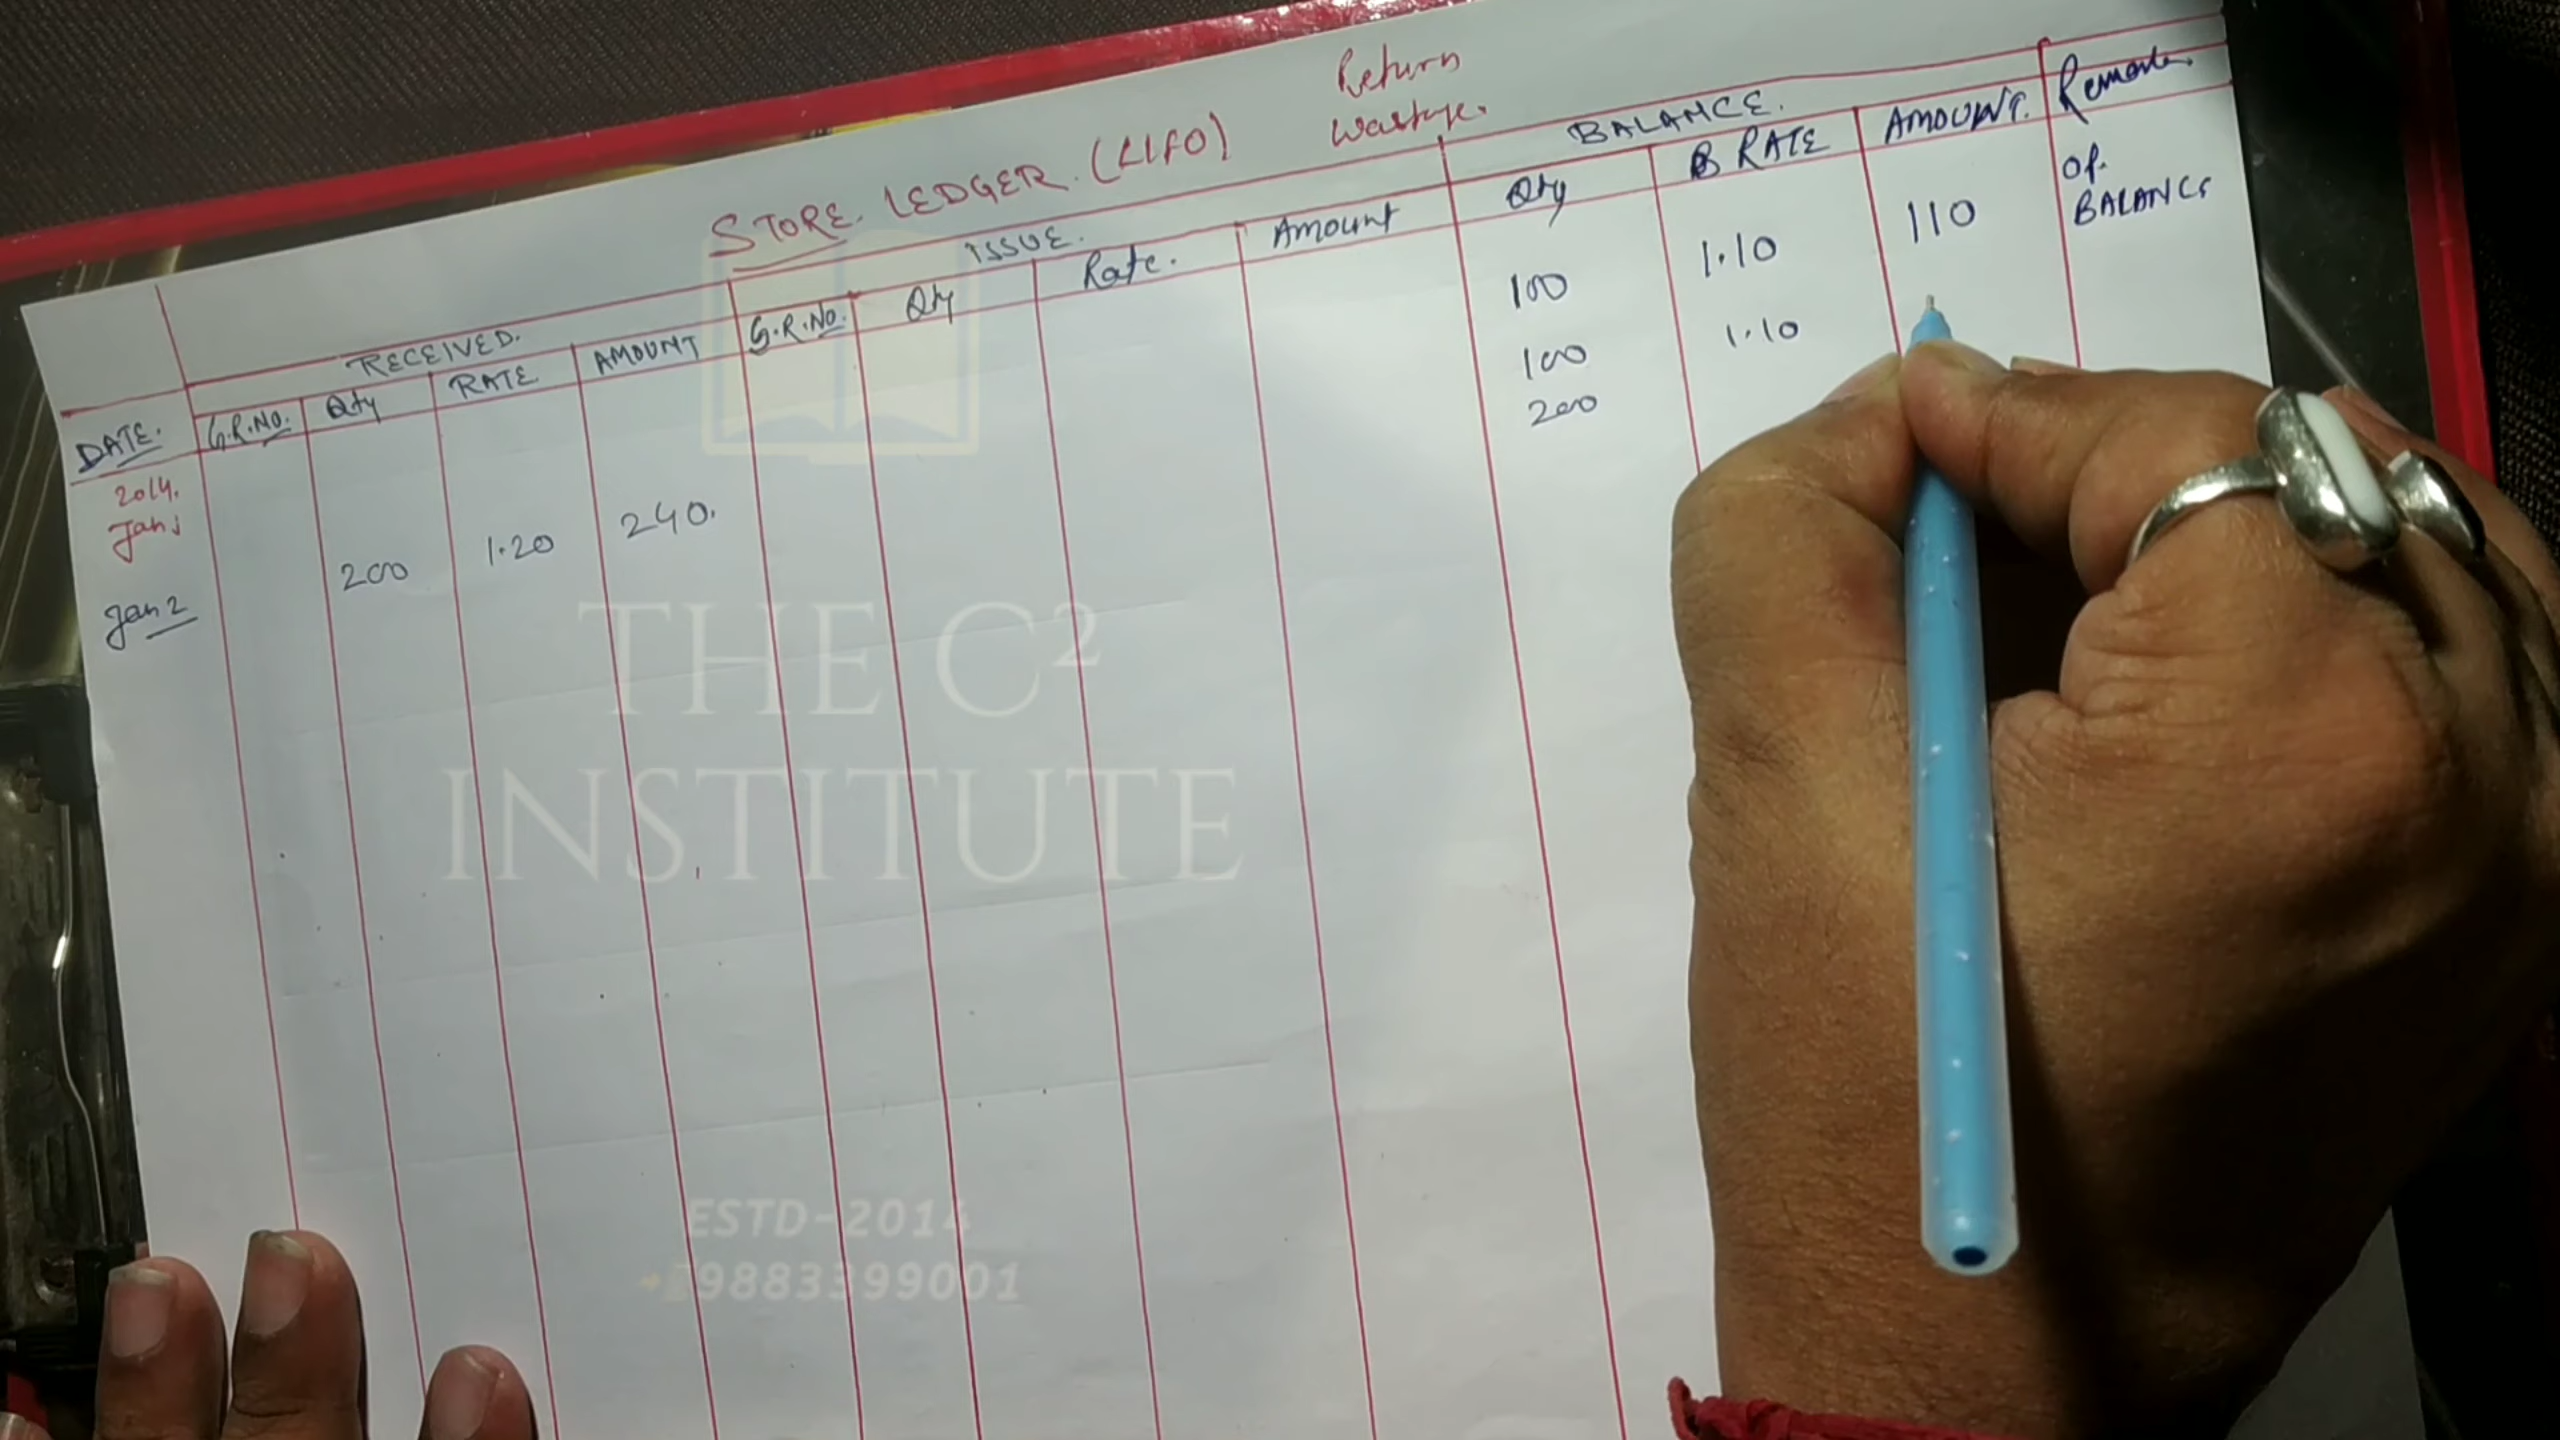 Return
Wastage.
STORE LEDGER. (LIFO)
RECEIVED. ISSUE. BALANCE. Remark
DATE. G.R.NO. Qty RATE AMOUNT S.R.NO. Qty Rate. Amount Qty RATE AMOUNT. of BALANCE
2014.
Jan 1 100 1.10 110
Jan 2 200 1.20 240. 100 1.10
200
THE C²
INSTITUTE
ESTD-2014
9883399001